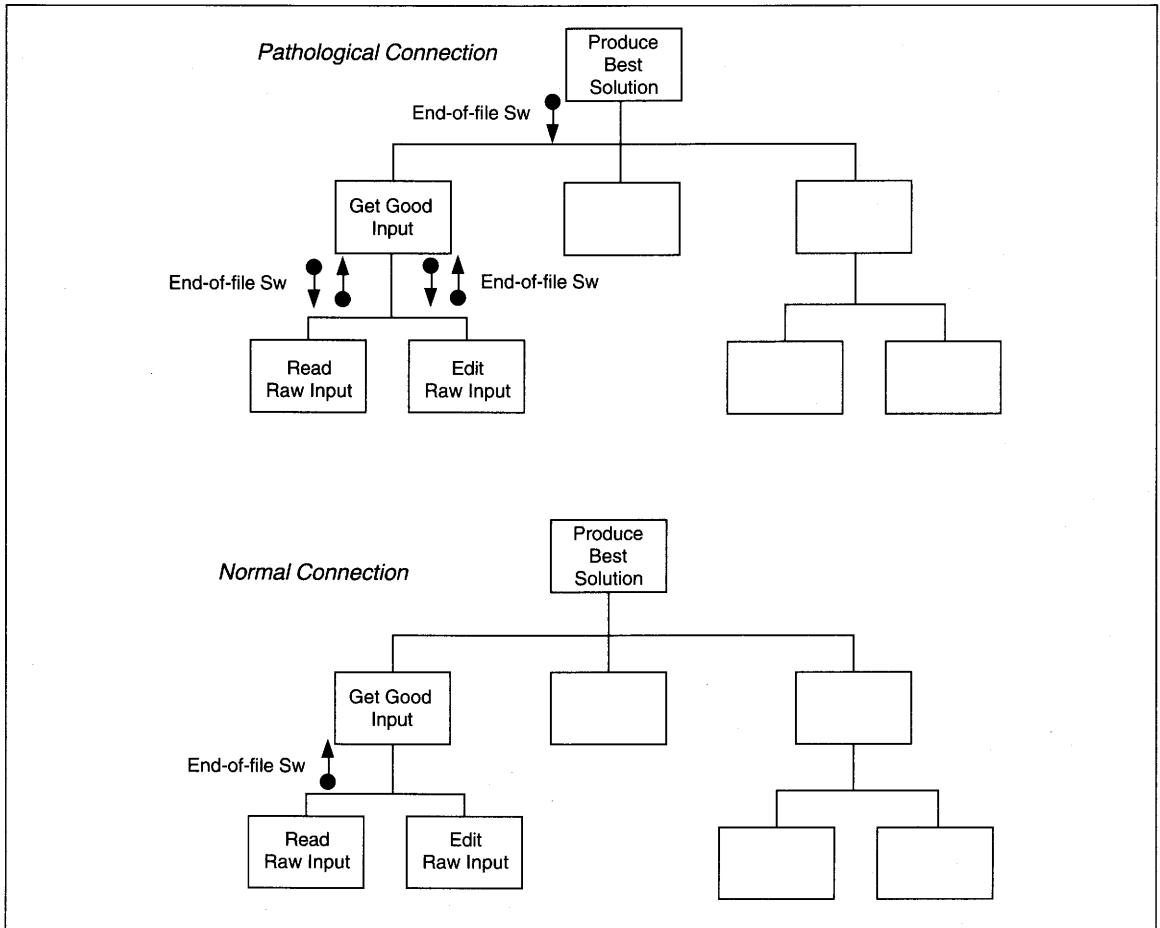 Pathological Connection
Produce
Best
Solution
End-of-file Sw
Get Good
Input
End-of-file Sw
End-of-file Sw
Read
Raw Input
Edit
Raw Input
Normal Connection
Produce
Best
Solution
Get Good
Input
End-of-file Sw
Read
Raw Input
Edit
Raw Input